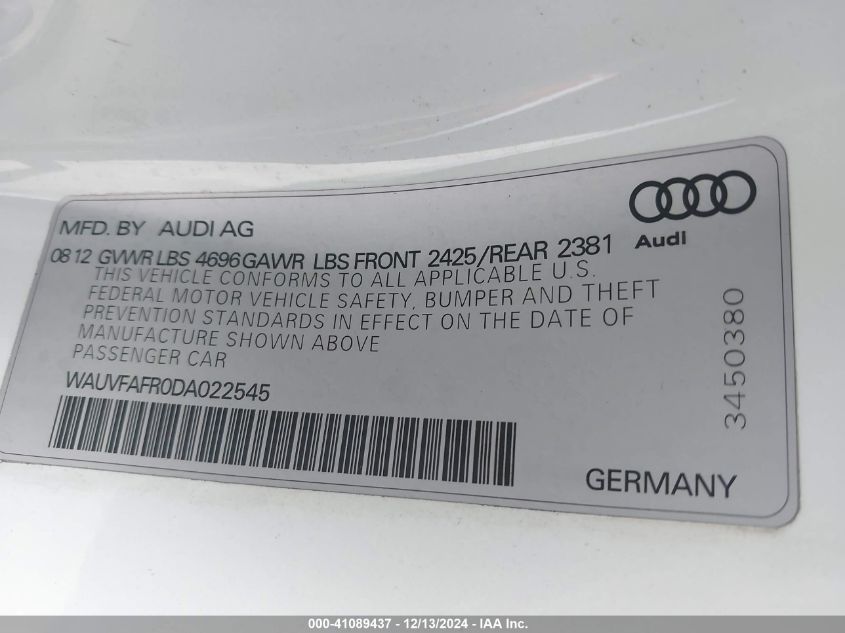 MFD. BY AUDI AG
Audi
0812 GVWR LBS 4696 GAWR LBS FRONT 2425/REAR 2381
THIS VEHICLE CONFORMS TO ALL APPLICABLE U.S.
FEDERAL MOTOR VEHICLE SAFETY, BUMPER AND THEFT
PREVENTION STANDARDS IN EFFECT ON THE DATE OF
MANUFACTURE SHOWN ABOVE
PASSENGER CAR
WAUVFAFR0DA022545
3450380
GERMANY
000-41089437 - 12/13/2024 - IAA Inc.